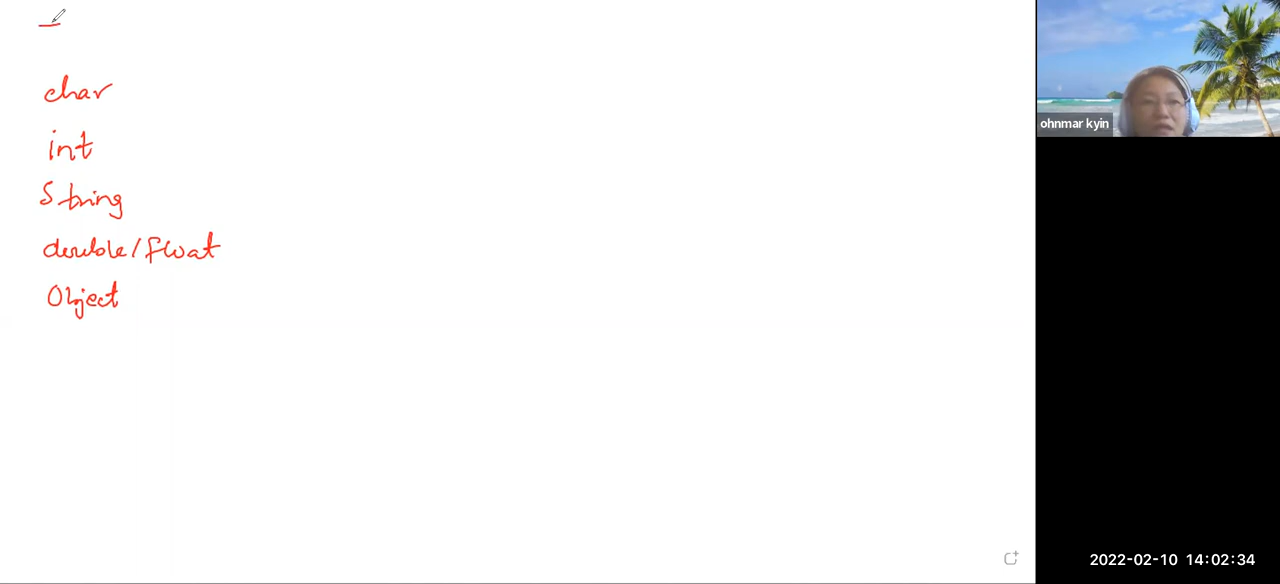 char
int
String
double/float
Object
ohnmar kyin
2022-02-10 14:02:34